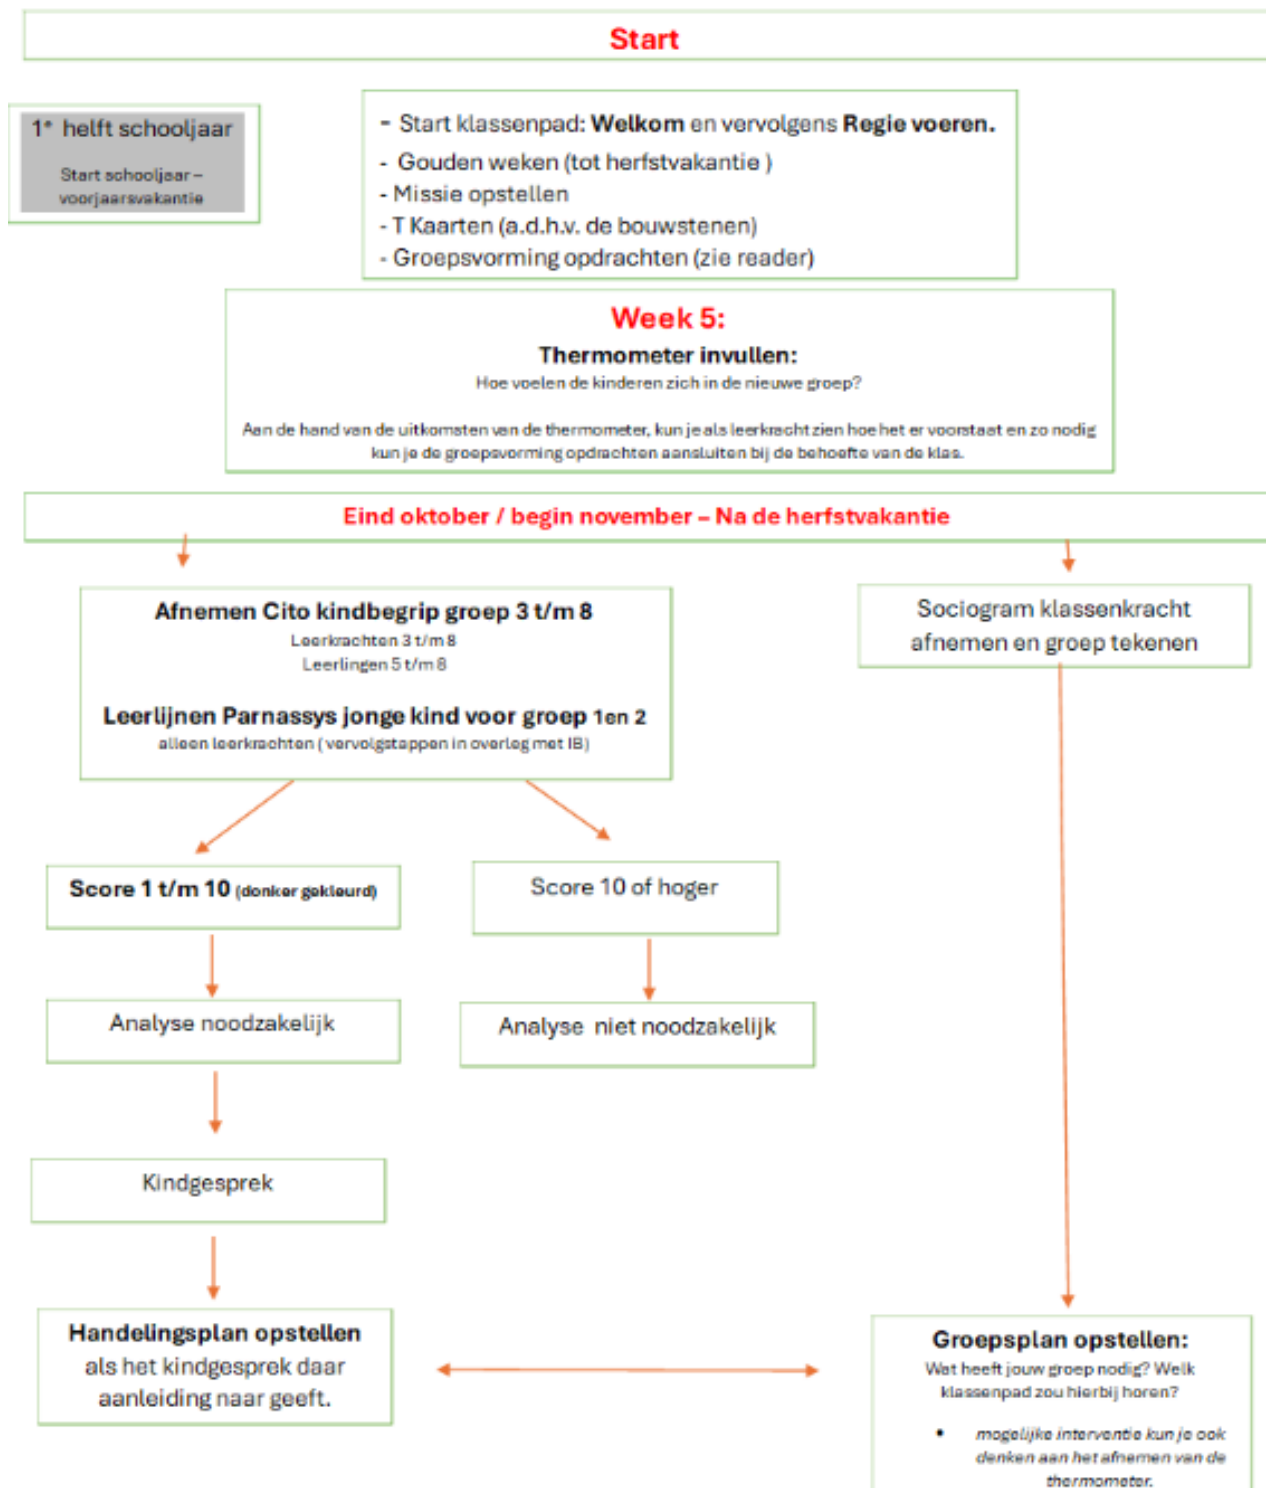 Start
1e helft schooljaar
Start schooljaar –
voorjaarsvakantie
- Start klassenpad: Welkom en vervolgens Regie voeren.
- Gouden weken (tot herfstvakantie )
- Missie opstellen
- T Kaarten (a.d.h.v. de bouwstenen)
- Groepsvorming opdrachten (zie reader)
Week 5:
Thermometer invullen:
Hoe voelen de kinderen zich in de nieuwe groep?
Aan de hand van de uitkomsten van de thermometer, kun je als leerkracht zien hoe het er voorstaat en zo nodig
kun je de groepsvorming opdrachten aansluiten bij de behoefte van de klas.
Eind oktober / begin november – Na de herfstvakantie
Afnemen Cito kindbegrip groep 3 t/m 8
Leerkrachten 3 t/m 8
Leerlingen 5 t/m 8
Leerlijnen Parnassys jonge kind voor groep 1en 2
alleen leerkrachten ( vervolgstappen in overleg met IB)
Sociogram klassenkracht
afnemen en groep tekenen
Score 1 t/m 10 (donker gekleurd)
Score 10 of hoger
Analyse noodzakelijk
Analyse niet noodzakelijk
Kindgesprek
Handelingsplan opstellen
als het kindgesprek daar
aanleiding naar geeft.
Groepsplan opstellen:
Wat heeft jouw groep nodig? Welk
klassenpad zou hierbij horen?
• mogelijke interventie kun je ook
denken aan het afnemen van de
thermometer.